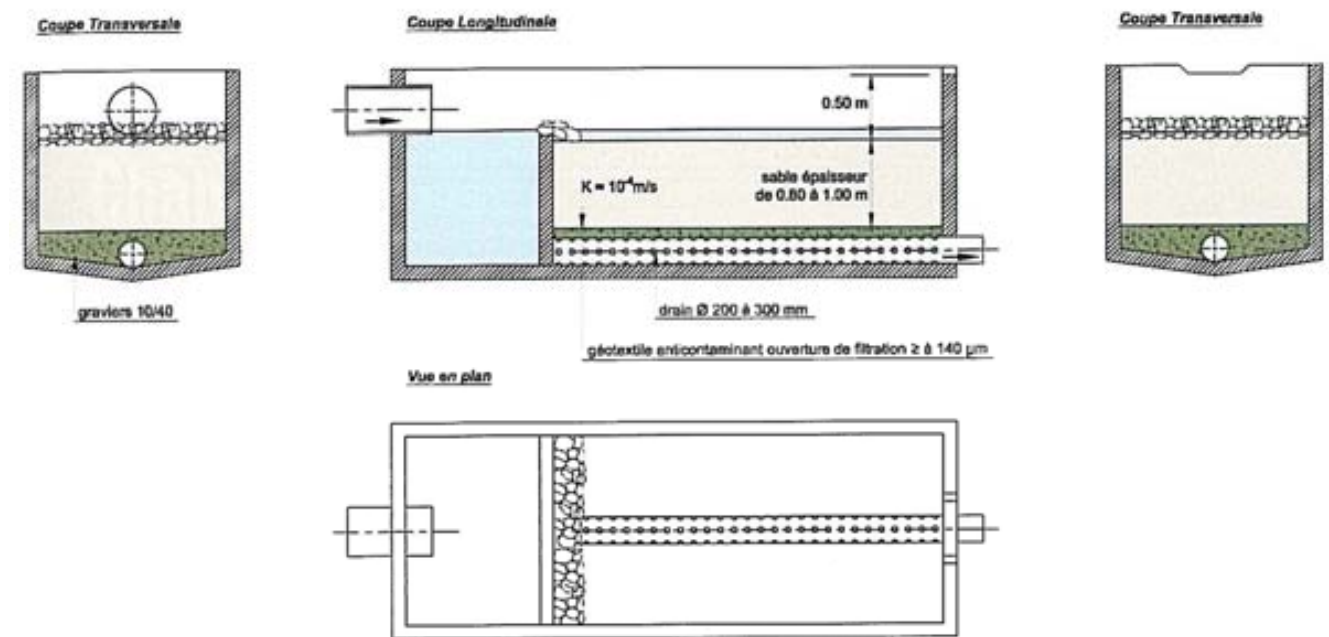 Coupe Transversale
Coupe Longitudinale
Coupe Transversale
0.50 m
K = 10⁻⁴m/s
sable épaisseur
de 0.80 à 1.00 m
graviers 10/40
drain Ø 200 à 300 mm
géotextile anticontaminant ouverture de filtration ≥ à 140 µm
Vue en plan